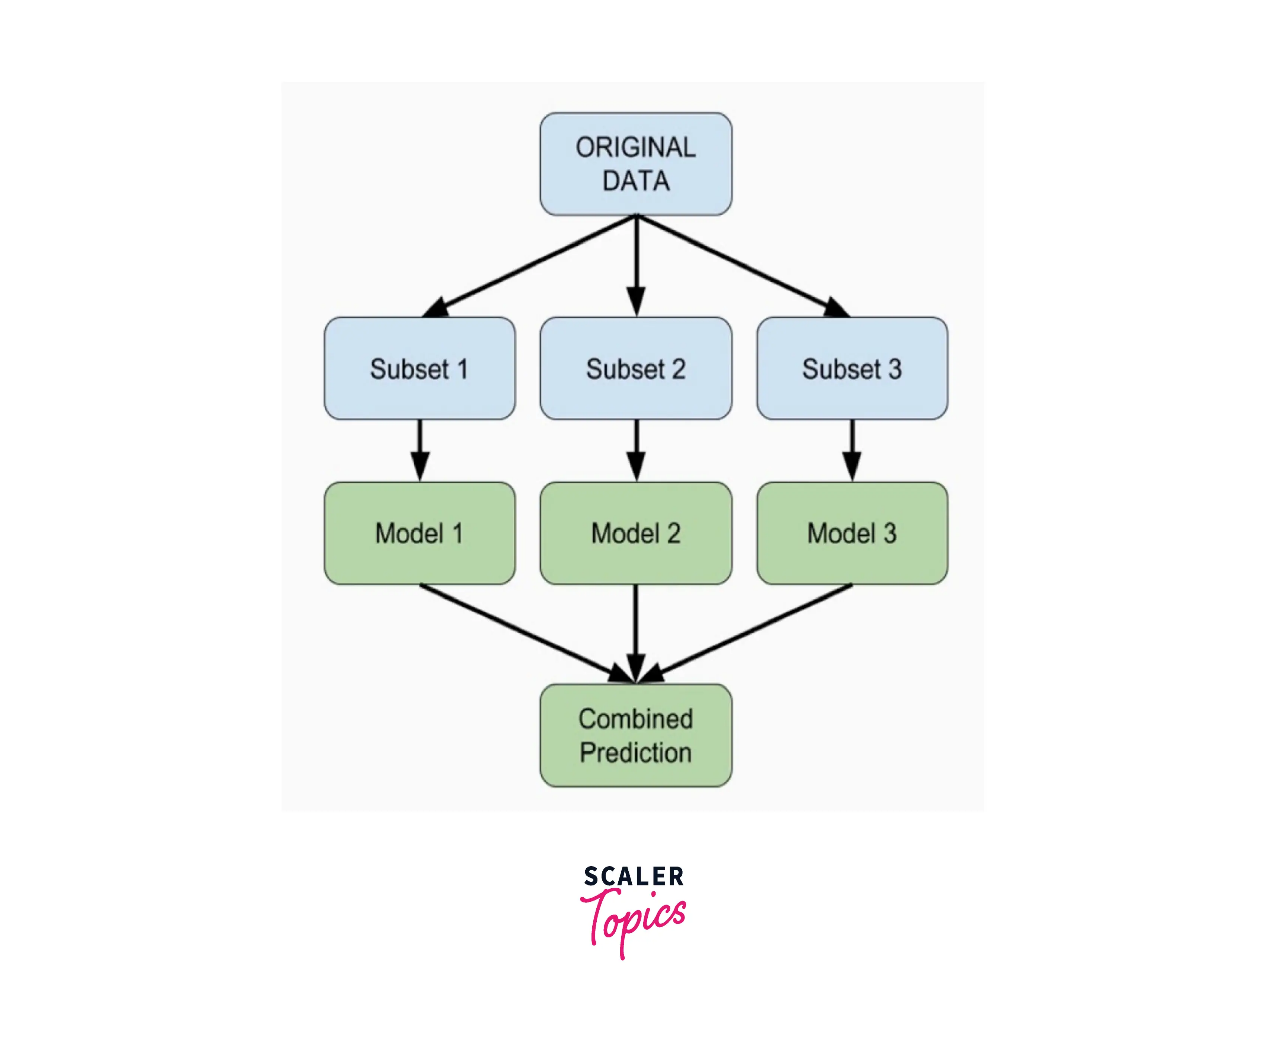 ORIGINAL
DATA
Subset 1
Subset 2
Subset 3
Model 1
Model 2
Model 3
Combined
Prediction
SCALER
Topics